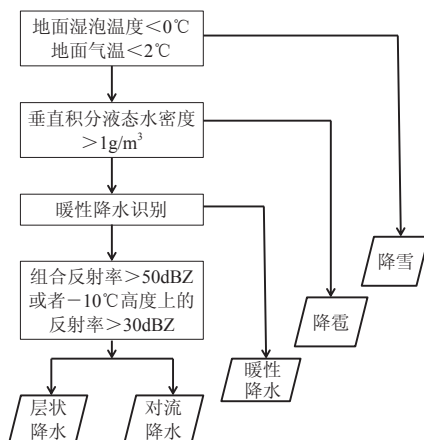 地面湿泡温度<0℃
地面气温<2℃
垂直积分液态水密度
>1g/m³
暖性降水识别
降雪
组合反射率>50dBZ
或者-10℃高度上的
反射率>30dBZ
降雹
暖性
降水
层状
降水
对流
降水